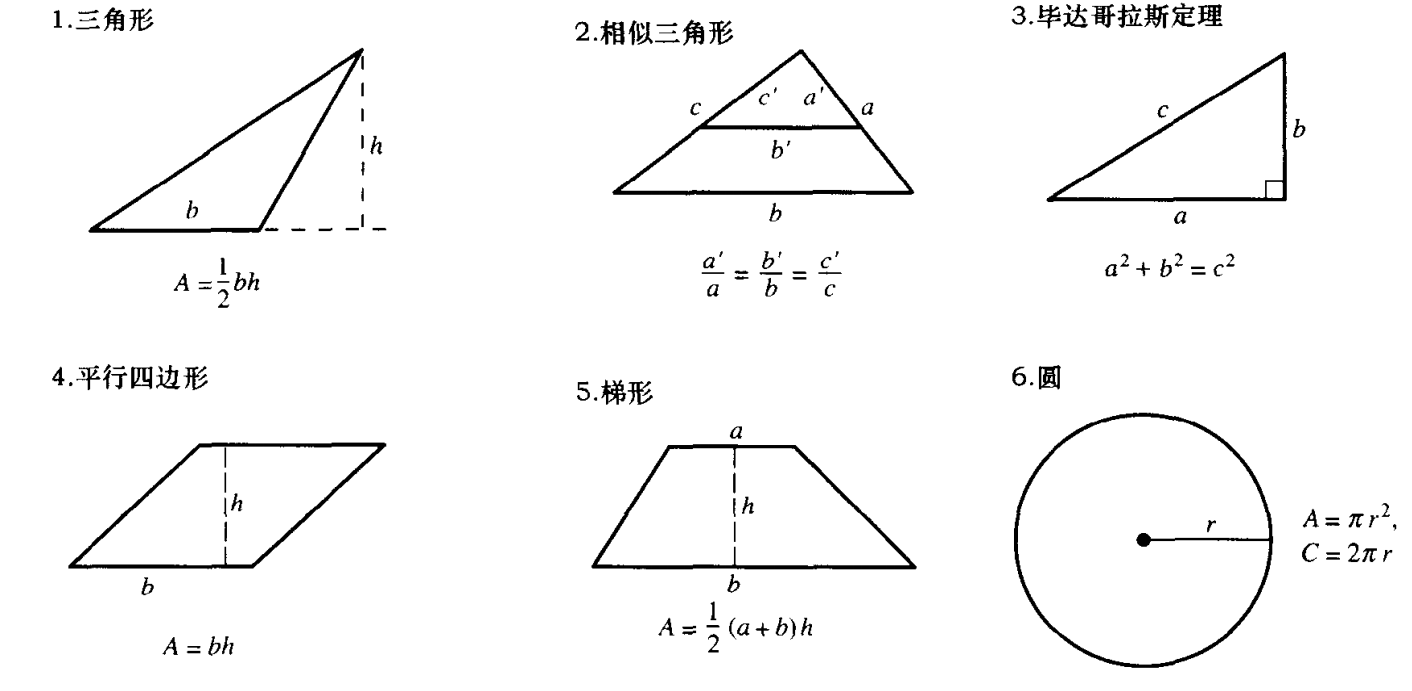 1.三角形
h
b
A = 1/2 bh
2.相似三角形
c c' a' a
b'
b
a'/a = b'/b = c'/c
3.毕达哥拉斯定理
c
b
a
a² + b² = c²
4.平行四边形
h
b
A = bh
5.梯形
a
h
b
A = 1/2 (a + b)h
6.圆
r
A = πr²,
C = 2πr